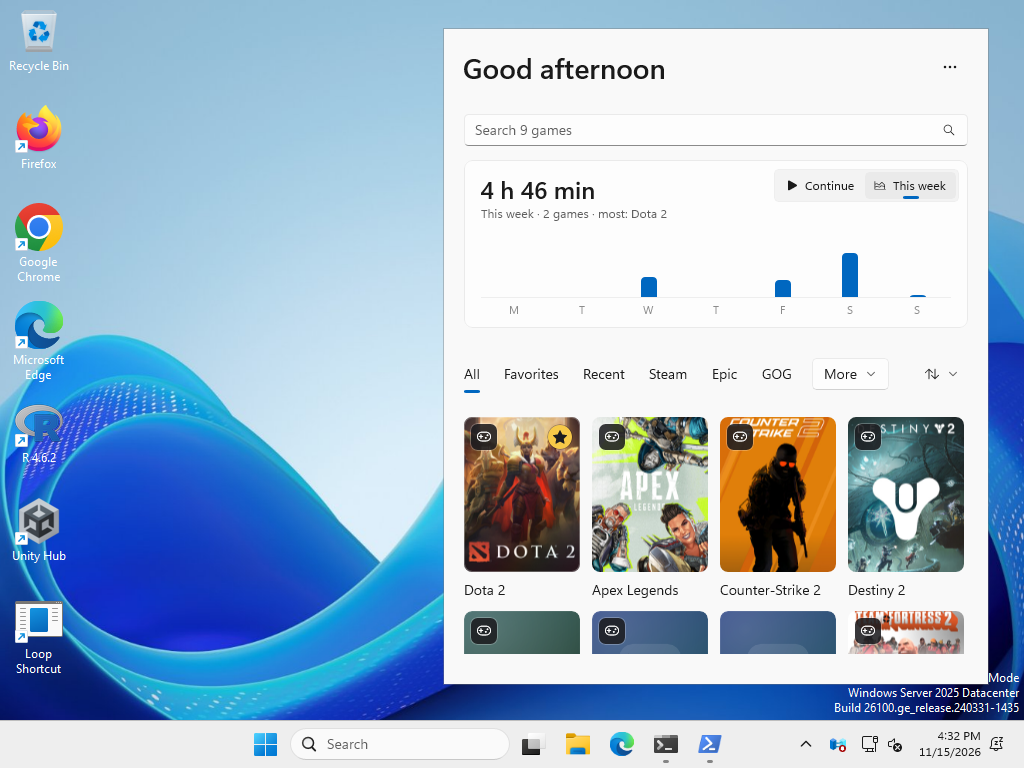 Recycle Bin
Firefox
Google
Chrome
Microsoft
Edge
R 4.6.2
Unity Hub
Loop
Shortcut
Good afternoon
Search 9 games
4 h 46 min
Continue
This week
This week · 2 games · most: Dota 2
M T W T F S S
All Favorites Recent Steam Epic GOG More
DOTA 2
APEX
LEGENDS
COUNTER
STRIKE 2
DESTINY 2
Dota 2
Apex Legends
Counter-Strike 2
Destiny 2
TEAM FORTRESS 2
Mode
Windows Server 2025 Datacenter
Build 26100.ge_release.240331-1435
Search
4:32 PM
11/15/2026